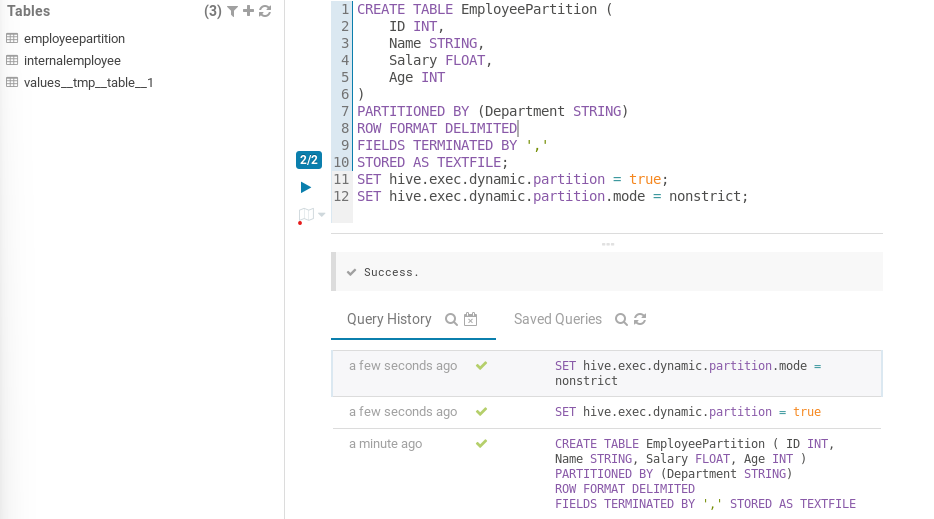 Tables (3)
employeepartition
internalemployee
values__tmp__table__1
1 CREATE TABLE EmployeePartition (
2 ID INT,
3 Name STRING,
4 Salary FLOAT,
5 Age INT
6 )
7 PARTITIONED BY (Department STRING)
8 ROW FORMAT DELIMITED
9 FIELDS TERMINATED BY ','
2/2
10 STORED AS TEXTFILE;
11 SET hive.exec.dynamic.partition = true;
12 SET hive.exec.dynamic.partition.mode = nonstrict;
Success.
Query History Saved Queries
a few seconds ago SET hive.exec.dynamic.partition.mode =
nonstrict
a few seconds ago SET hive.exec.dynamic.partition = true
a minute ago CREATE TABLE EmployeePartition ( ID INT,
Name STRING, Salary FLOAT, Age INT )
PARTITIONED BY (Department STRING)
ROW FORMAT DELIMITED
FIELDS TERMINATED BY ',' STORED AS TEXTFILE